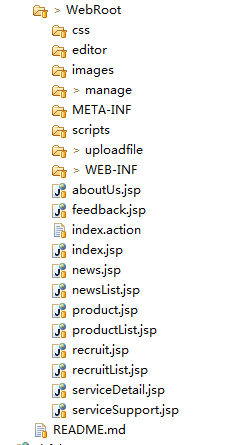 > WebRoot
css
editor
images
> manage
META-INF
scripts
> uploadfile
> WEB-INF
aboutUs.jsp
feedback.jsp
index.action
index.jsp
news.jsp
newsList.jsp
product.jsp
productList.jsp
recruit.jsp
recruitList.jsp
serviceDetail.jsp
serviceSupport.jsp
README.md